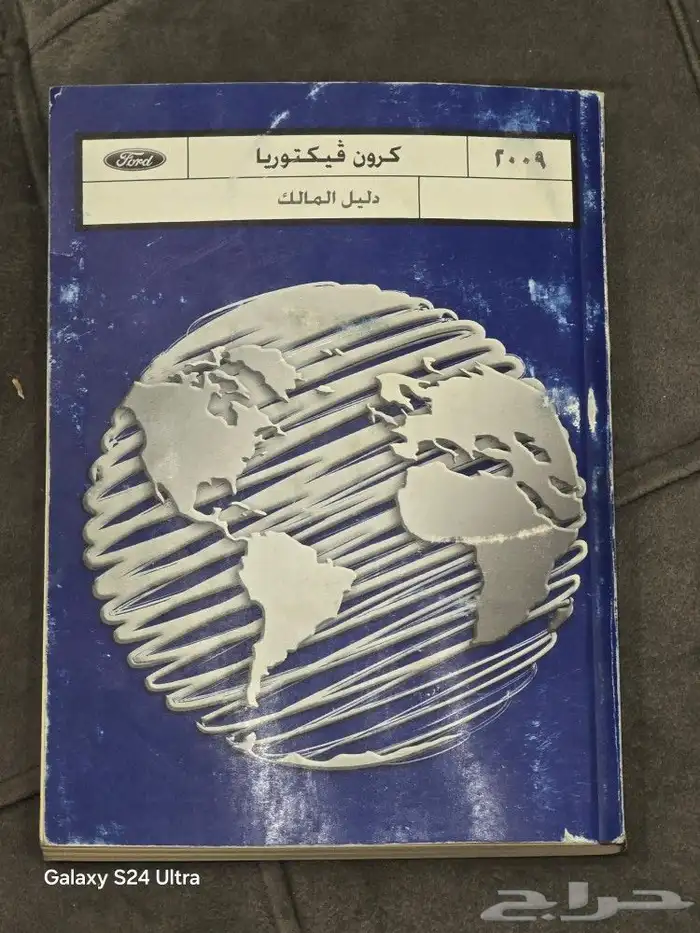 ٢٠٠٩ كرون ڤيكتوريا Ford
دليل المالك
Galaxy S24 Ultra
حراج